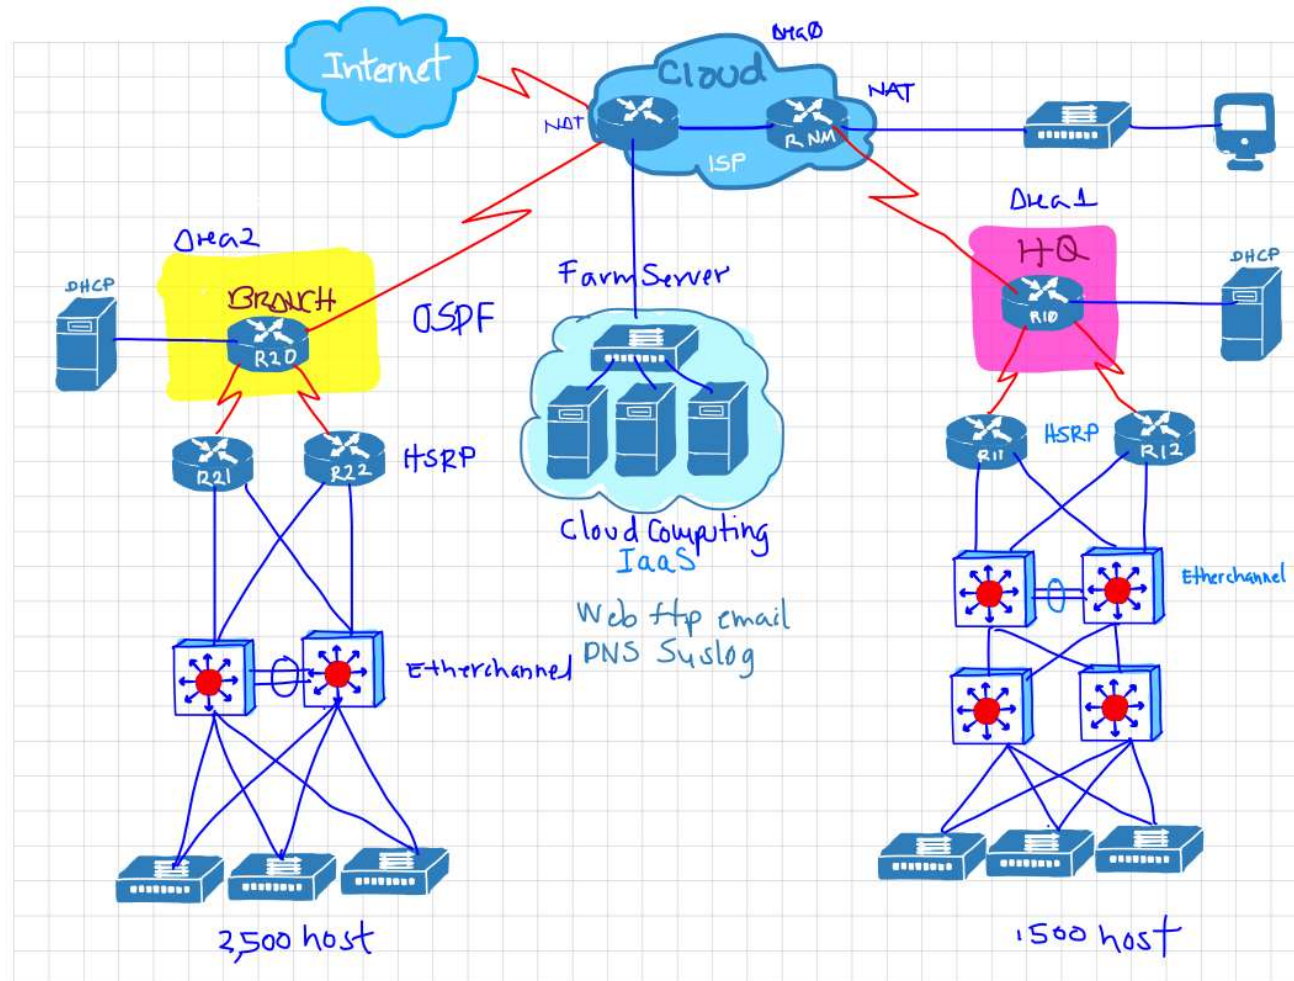 Area0
Internet
Cloud
NAT
NAT
RNM
ISP
Area1
Area2
HQ
DHCP
Farm Server
DHCP
BRANCH
OSPF
R10
R20
HSRP
HSRP
R11
R12
R21
R22
Cloud Computing
IaaS
Etherchannel
Web ftp email
DNS Syslog
Etherchannel
2,500 host
1500 host